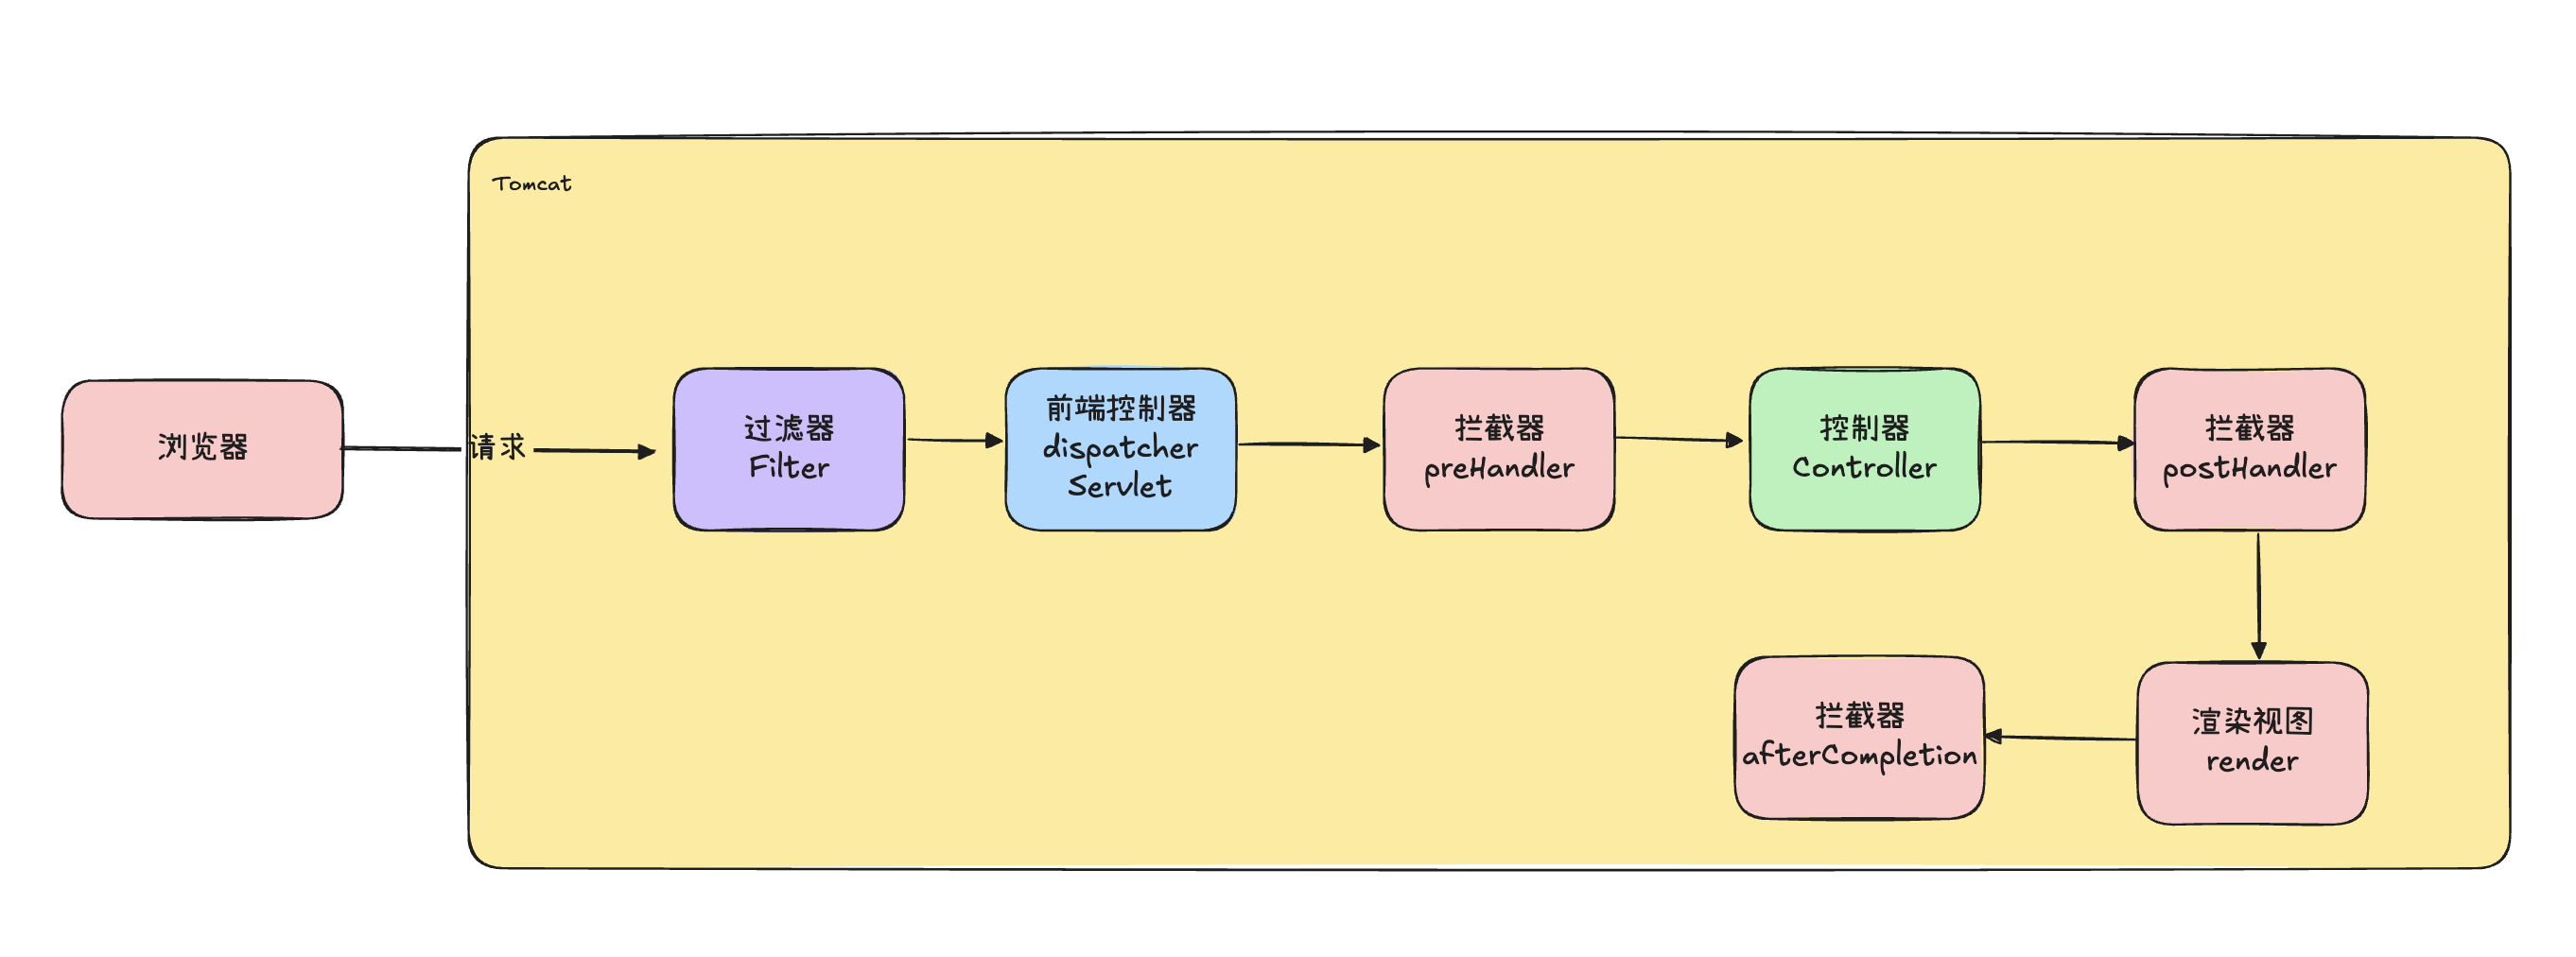 Tomcat
浏览器
请求
过滤器
Filter
前端控制器
dispatcher
Servlet
拦截器
preHandler
控制器
Controller
拦截器
postHandler
拦截器
afterCompletion
渲染视图
render